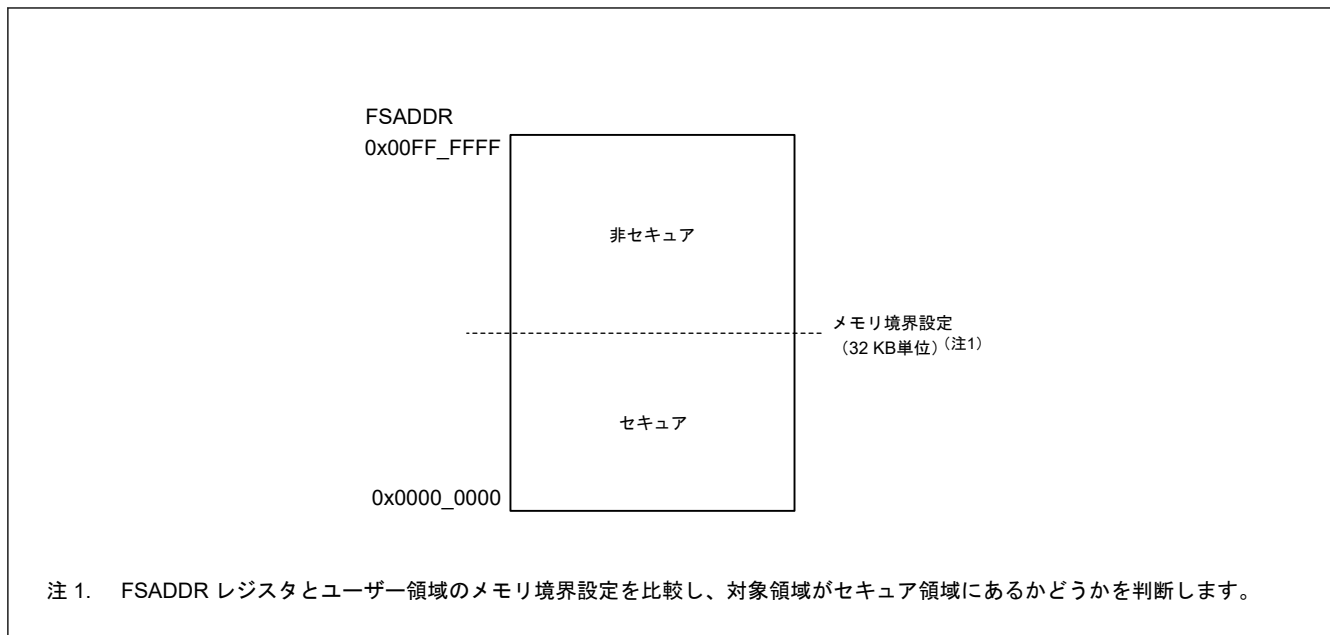 FSADDR
0x00FF_FFFF
非セキュア
メモリ境界設定
（32 KB単位）（注1）
セキュア
0x0000_0000
注 1. FSADDR レジスタとユーザー領域のメモリ境界設定を比較し、対象領域がセキュア領域にあるかどうかを判断します。